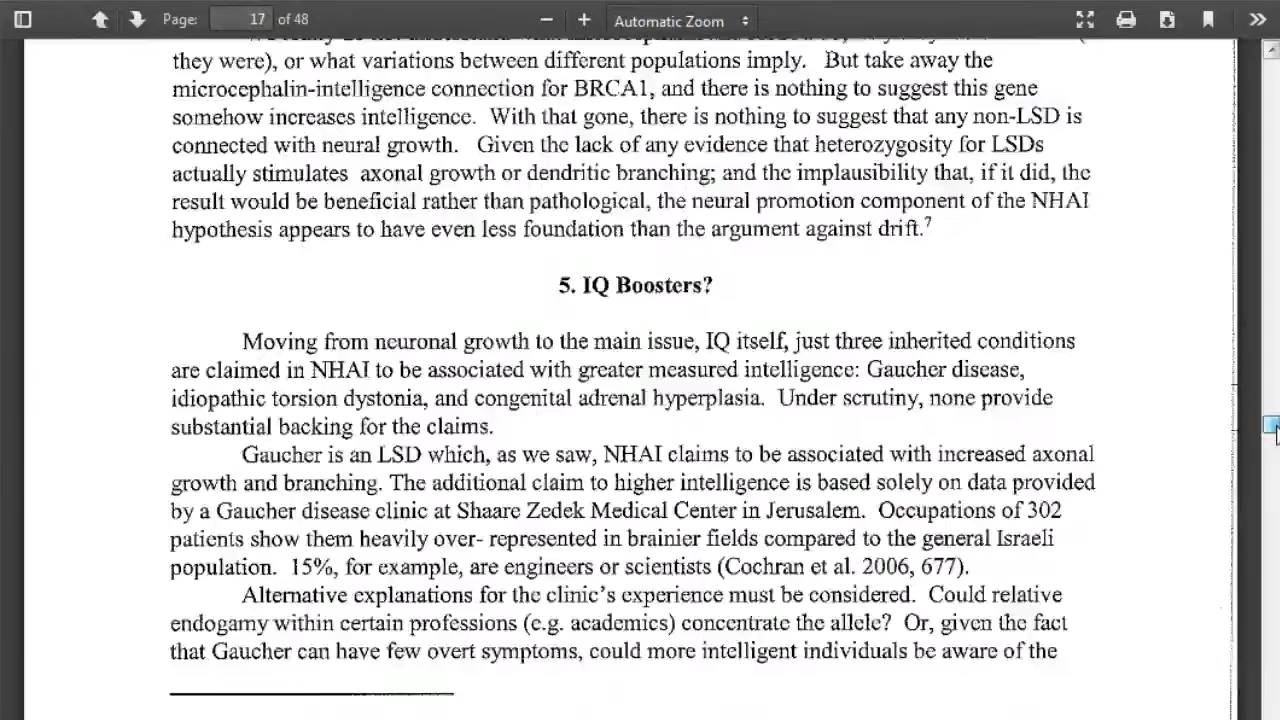 Page: 17 of 48 Automatic Zoom
they were), or what variations between different populations imply. But take away the
microcephalin-intelligence connection for BRCA1, and there is nothing to suggest this gene
somehow increases intelligence. With that gone, there is nothing to suggest that any non-LSD is
connected with neural growth. Given the lack of any evidence that heterozygosity for LSDs
actually stimulates axonal growth or dendritic branching; and the implausibility that, if it did, the
result would be beneficial rather than pathological, the neural promotion component of the NHAI
hypothesis appears to have even less foundation than the argument against drift.7
5. IQ Boosters?
Moving from neuronal growth to the main issue, IQ itself, just three inherited conditions
are claimed in NHAI to be associated with greater measured intelligence: Gaucher disease,
idiopathic torsion dystonia, and congenital adrenal hyperplasia. Under scrutiny, none provide
substantial backing for the claims.
Gaucher is an LSD which, as we saw, NHAI claims to be associated with increased axonal
growth and branching. The additional claim to higher intelligence is based solely on data provided
by a Gaucher disease clinic at Shaare Zedek Medical Center in Jerusalem. Occupations of 302
patients show them heavily over- represented in brainier fields compared to the general Israeli
population. 15%, for example, are engineers or scientists (Cochran et al. 2006, 677).
Alternative explanations for the clinic's experience must be considered. Could relative
endogamy within certain professions (e.g. academics) concentrate the allele? Or, given the fact
that Gaucher can have few overt symptoms, could more intelligent individuals be aware of the